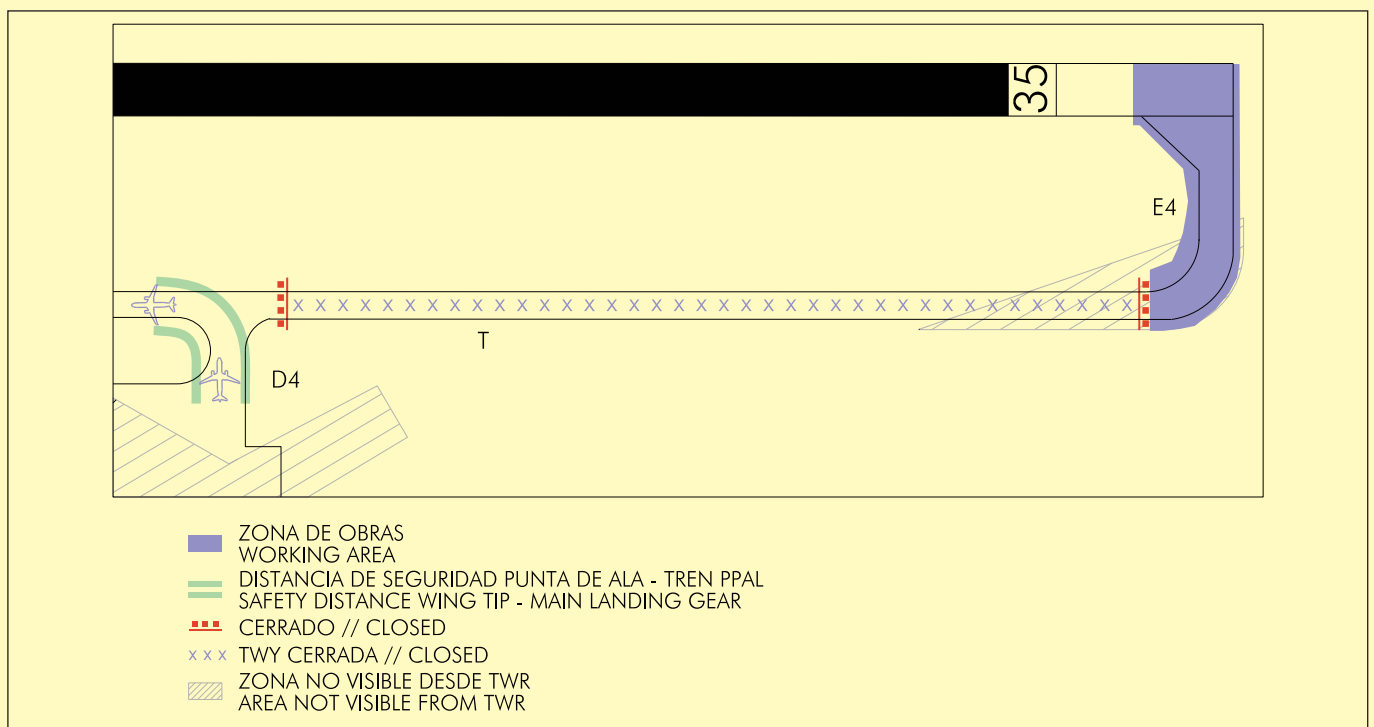 35
E4
T
D4
ZONA DE OBRAS
WORKING AREA
DISTANCIA DE SEGURIDAD PUNTA DE ALA - TREN PPAL
SAFETY DISTANCE WING TIP - MAIN LANDING GEAR
CERRADO // CLOSED
x x x TWY CERRADA // CLOSED
ZONA NO VISIBLE DESDE TWR
AREA NOT VISIBLE FROM TWR